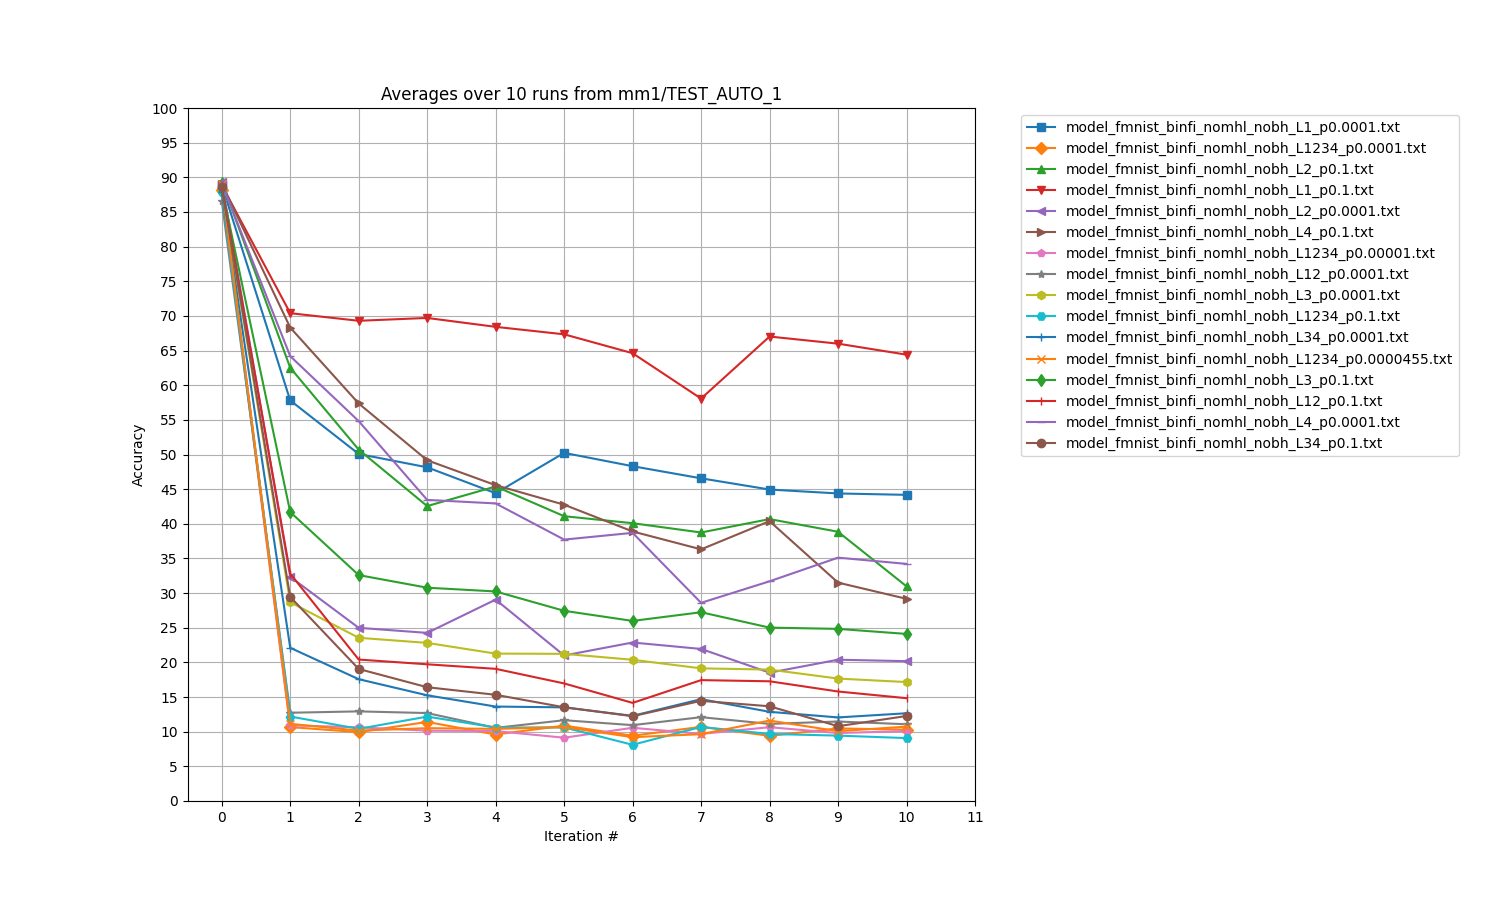 Averages over 10 runs from mm1/TEST_AUTO_1
100
95
90
85
80
75
70
65
60
55
50
45
40
35
30
25
20
15
10
5
0
Accuracy
0 1 2 3 4 5 6 7 8 9 10 11
Iteration #
model_fmnist_binfi_nomhl_nobh_L1_p0.0001.txt
model_fmnist_binfi_nomhl_nobh_L1234_p0.0001.txt
model_fmnist_binfi_nomhl_nobh_L2_p0.1.txt
model_fmnist_binfi_nomhl_nobh_L1_p0.1.txt
model_fmnist_binfi_nomhl_nobh_L2_p0.0001.txt
model_fmnist_binfi_nomhl_nobh_L4_p0.1.txt
model_fmnist_binfi_nomhl_nobh_L1234_p0.00001.txt
model_fmnist_binfi_nomhl_nobh_L12_p0.0001.txt
model_fmnist_binfi_nomhl_nobh_L3_p0.0001.txt
model_fmnist_binfi_nomhl_nobh_L1234_p0.1.txt
model_fmnist_binfi_nomhl_nobh_L34_p0.0001.txt
model_fmnist_binfi_nomhl_nobh_L1234_p0.0000455.txt
model_fmnist_binfi_nomhl_nobh_L3_p0.1.txt
model_fmnist_binfi_nomhl_nobh_L12_p0.1.txt
model_fmnist_binfi_nomhl_nobh_L4_p0.0001.txt
model_fmnist_binfi_nomhl_nobh_L34_p0.1.txt